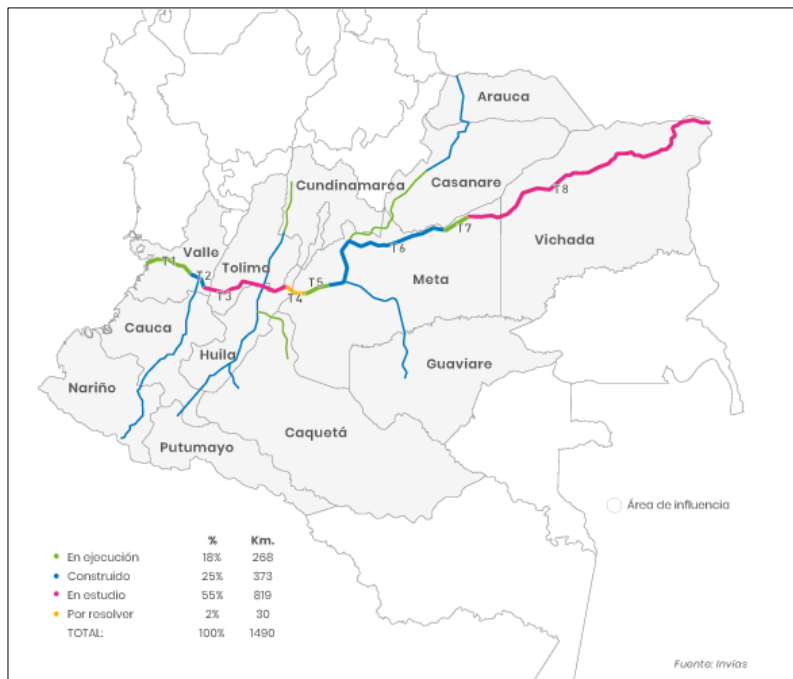 Arauca
Cundinamarca
Casanare
T8
Valle
T7
Vichada
T1
T6
Tolima
T2
Meta
T5
T3
T4
Cauca
Huila
Guaviare
Nariño
Caquetá
Putumayo
Área de influencia
% Km.
En ejecución 18% 268
Construido 25% 373
En estudio 55% 819
Por resolver 2% 30
TOTAL: 100% 1490
Fuente: Invías